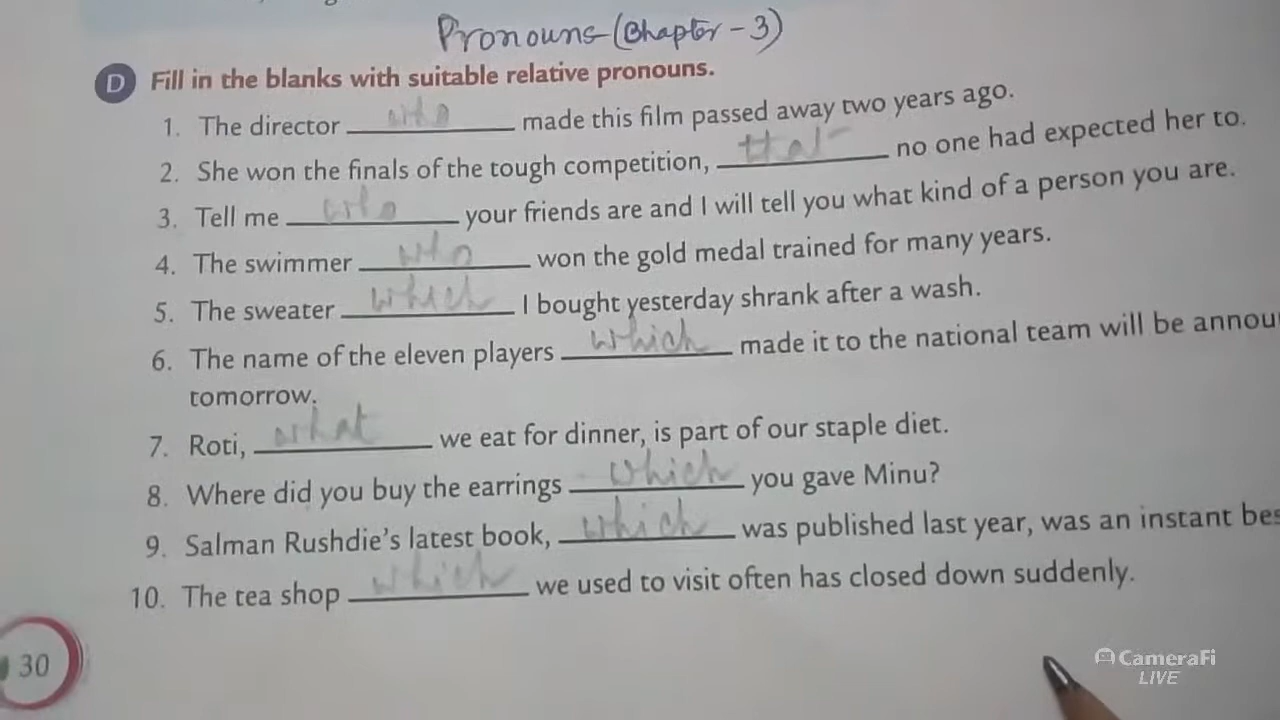 Pronouns (Chapter - 3)
D Fill in the blanks with suitable relative pronouns.
1. The director who made this film passed away two years ago.
2. She won the finals of the tough competition, that no one had expected her to.
3. Tell me who your friends are and I will tell you what kind of a person you are.
4. The swimmer who won the gold medal trained for many years.
5. The sweater which I bought yesterday shrank after a wash.
6. The name of the eleven players which made it to the national team will be annou
tomorrow.
7. Roti, what we eat for dinner, is part of our staple diet.
8. Where did you buy the earrings which you gave Minu?
9. Salman Rushdie's latest book, which was published last year, was an instant bes
10. The tea shop which we used to visit often has closed down suddenly.
30
CameraFi
LIVE